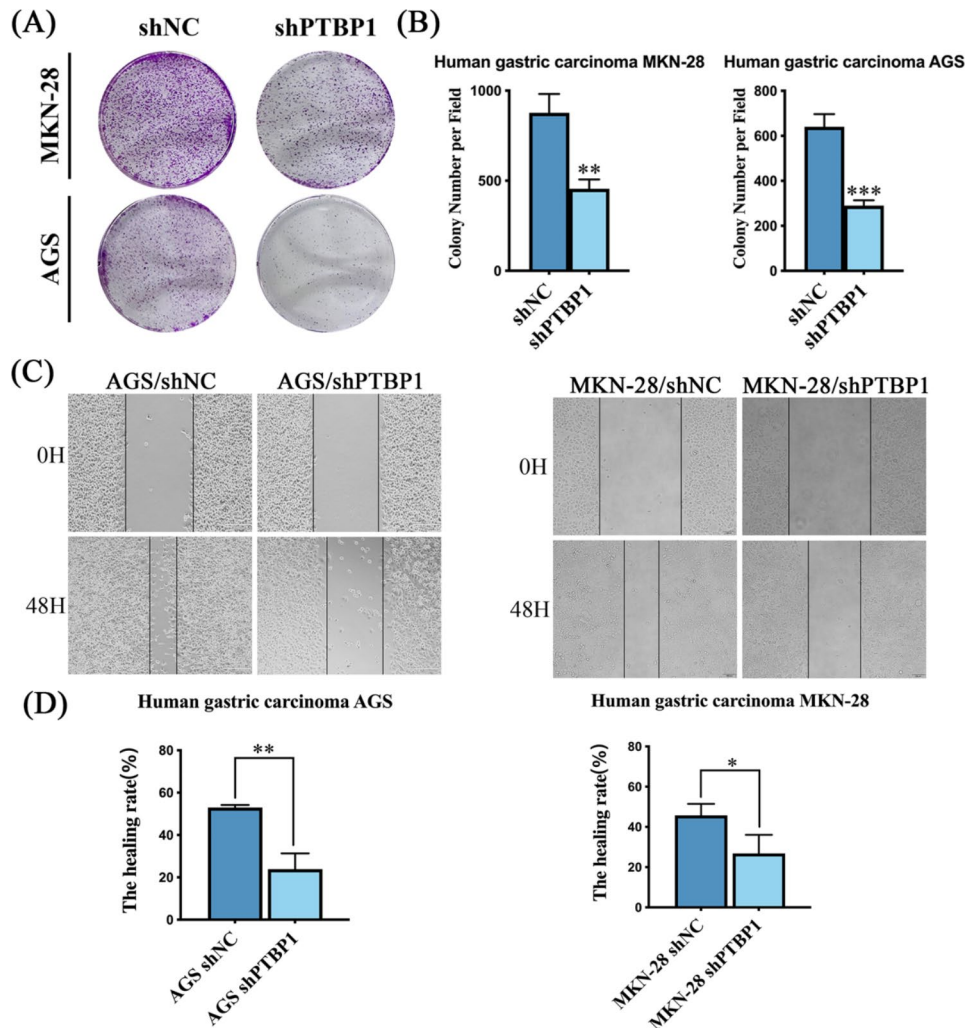 (A)
shNC shPTBP1
MKN-28
AGS
(B)
Human gastric carcinoma MKN-28
Colony Number per Field
1000
500
0
**
shNC
shPTBP1
Human gastric carcinoma AGS
Colony Number per Field
800
600
400
200
0
***
shNC
shPTBP1
(C)
AGS/shNC AGS/shPTBP1
0H
48H
MKN-28/shNC MKN-28/shPTBP1
0H
48H
(D)
Human gastric carcinoma AGS
The healing rate(%)
80
60
40
20
0
**
AGS shNC
AGS shPTBP1
Human gastric carcinoma MKN-28
The healing rate(%)
80
60
40
20
0
*
MKN-28 shNC
MKN-28 shPTBP1